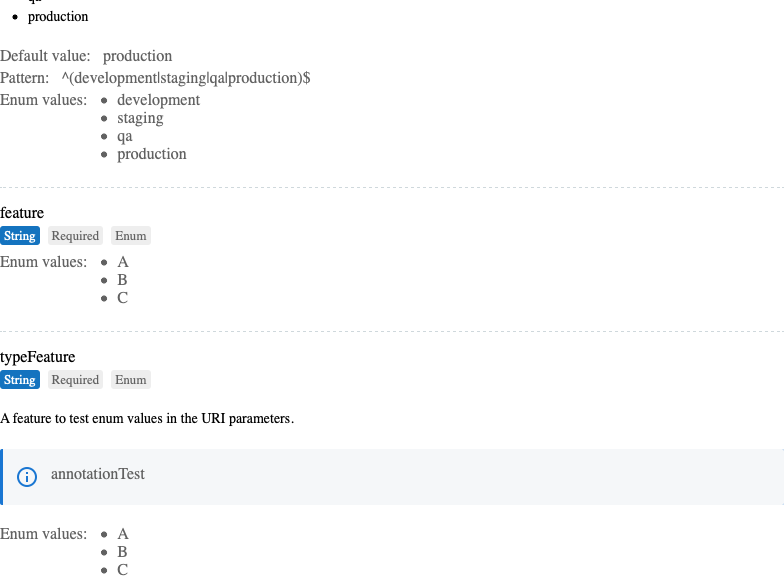 qa
production
Default value: production
Pattern: ^(development|staging|qa|production)$
Enum values:
development
staging
qa
production
feature
String Required Enum
Enum values:
A
B
C
typeFeature
String Required Enum
A feature to test enum values in the URI parameters.
annotationTest
Enum values:
A
B
C